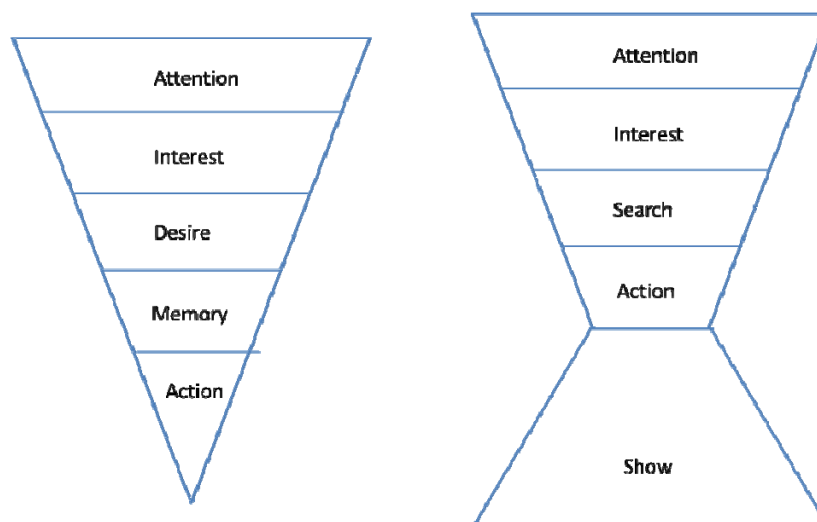 Attention
Interest
Desire
Memory
Action
Attention
Interest
Search
Action
Show